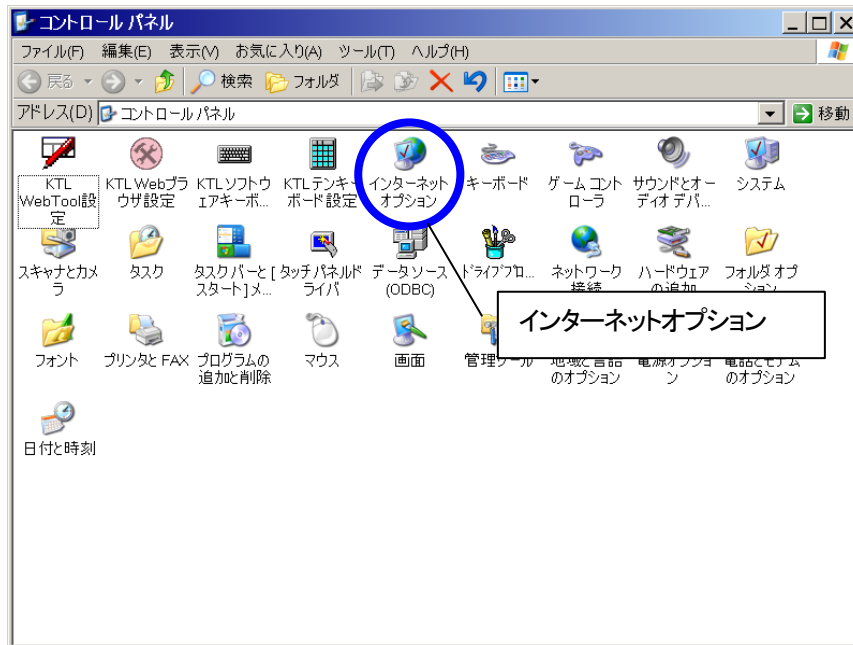 コントロール パネル
ファイル(F) 編集(E) 表示(V) お気に入り(A) ツール(T) ヘルプ(H)
戻る 検索 フォルダ
アドレス(D) コントロール パネル 移動
KTL
WebTool設
定
KTL Webブラ
ウザ設定
KTL ソフトウ
ェアキーボ...
KTL テンキー
ボード設定
インターネット
オプション
キーボード
ゲーム コント
ローラ
サウンドとオー
ディオ デバ...
システム
スキャナとカメ
ラ
タスク
タスク バーと [
スタート] メ...
タッチ パネルド
ライバ
データ ソース
(ODBC)
ドライブプロ...
ネットワーク
接続
ハードウェア
の追加
フォルダ オプ
ション
インターネットオプション
フォント
プリンタと FAX
プログラムの
追加と削除
マウス
画面
管理ツール
地域と言語
のオプション
電源オプショ
ン
電話とモデム
のオプション
日付と時刻